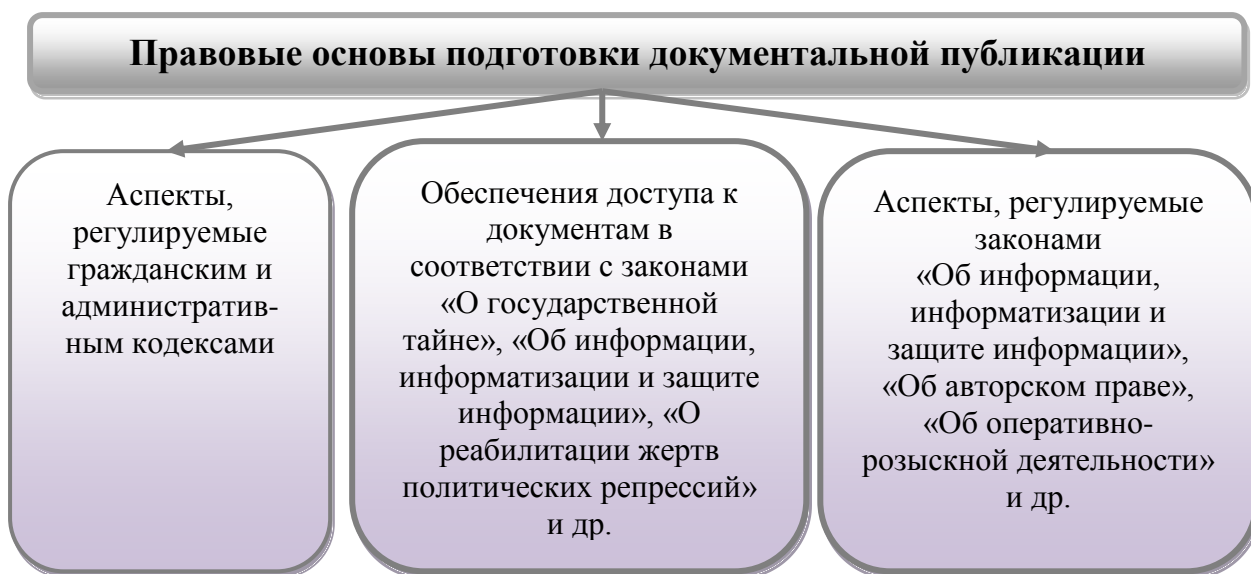 Правовые основы подготовки документальной публикации
Аспекты,
регулируемые
гражданским и
административ-
ным кодексами
Обеспечения доступа к
документам в
соответствии с законами
«О государственной
тайне», «Об информации,
информатизации и защите
информации», «О
реабилитации жертв
политических репрессий»
и др.
Аспекты, регулируемые
законами
«Об информации,
информатизации и
защите информации»,
«Об авторском праве»,
«Об оперативно-
розыскной деятельности»
и др.